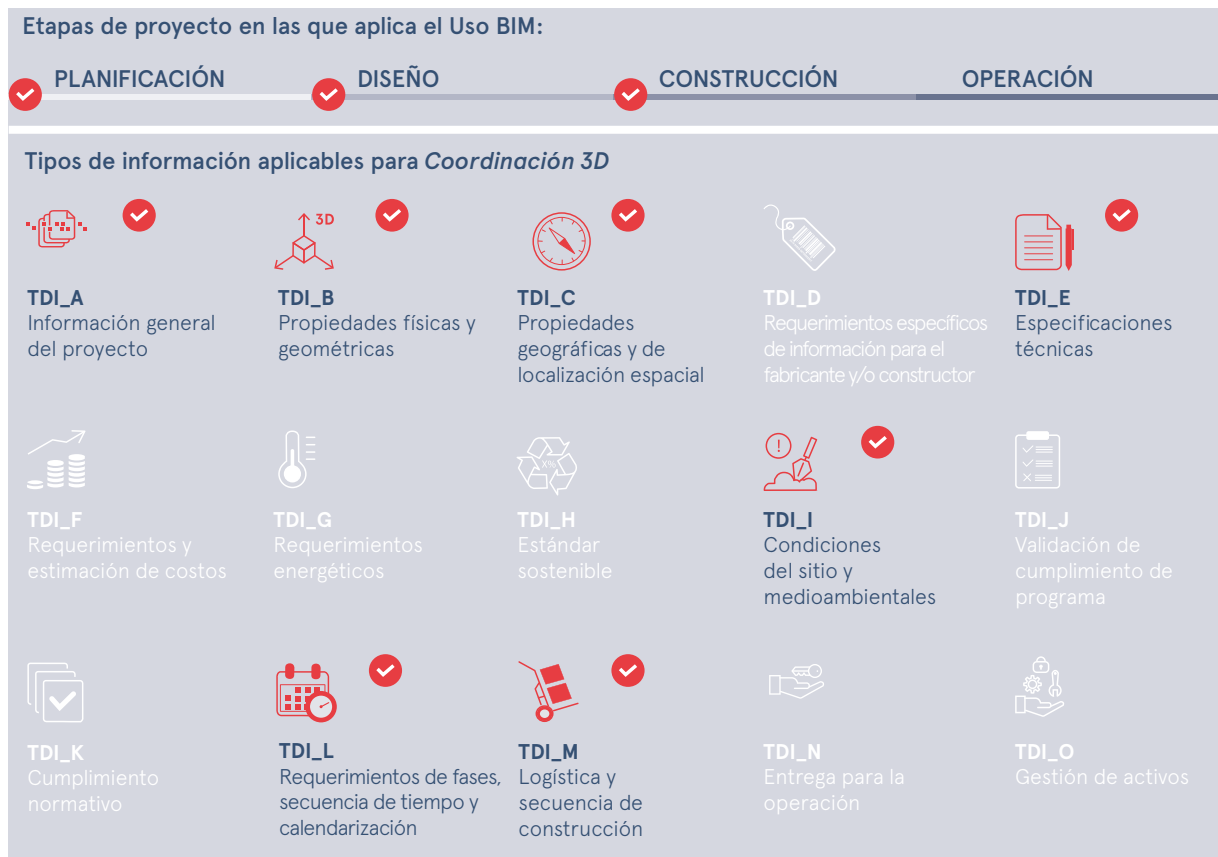 Etapas de proyecto en las que aplica el Uso BIM:
PLANIFICACIÓN
DISEÑO
CONSTRUCCIÓN
OPERACIÓN
Tipos de información aplicables para Coordinación 3D
3D
TDI_A
Información general
del proyecto
TDI_B
Propiedades físicas y
geométricas
TDI_C
Propiedades
geográficas y de
localización espacial
TDI_D
Requerimientos específicos
de información para el
fabricante y/o constructor
TDI_E
Especificaciones
técnicas
TDI_F
Requerimientos y
estimación de costos
TDI_G
Requerimientos
energéticos
X%
TDI_H
Estándar
sostenible
TDI_I
Condiciones
del sitio y
medioambientales
TDI_J
Validación de
cumplimiento de
programa
TDI_K
Cumplimiento
normativo
TDI_L
Requerimientos de fases,
secuencia de tiempo y
calendarización
TDI_M
Logística y
secuencia de
construcción
TDI_N
Entrega para la
operación
TDI_O
Gestión de activos